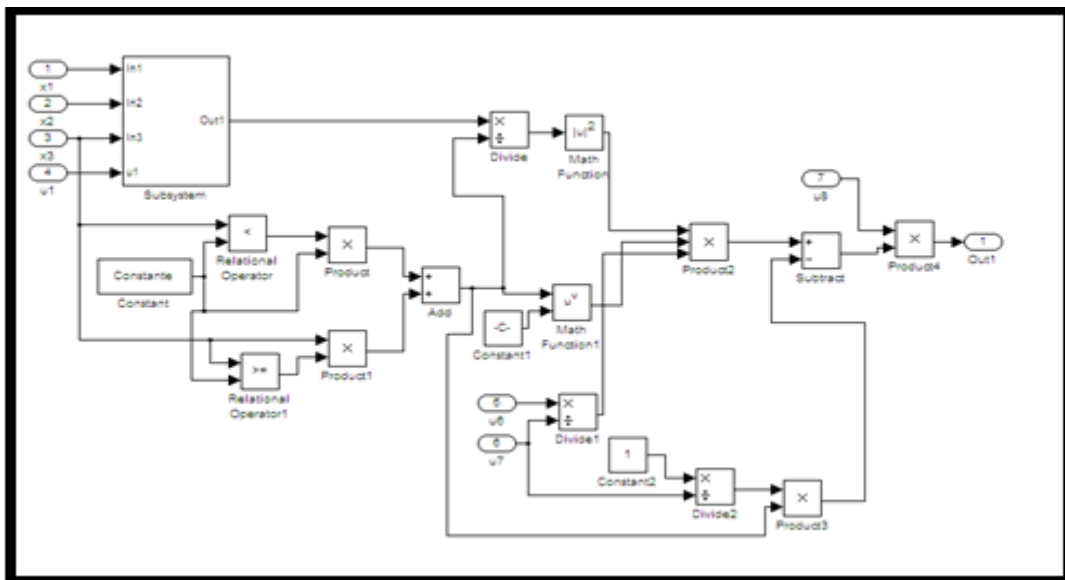 1
x1
2
x2
3
x3
4
u1
In1
In2
In3
u1
Out1
Subsystem
×
÷
Divide
|u|²
Math
Function
7
u8
<
Relational
Operator
×
Product
Constante
Constant
+
+
Add
×
Product2
+
−
Subtract
×
Product4
1
Out1
-C-
Constant1
uᵛ
Math
Function1
×
Product1
>=
Relational
Operator1
5
u6
6
u7
×
÷
Divide1
1
Constant2
×
÷
Divide2
×
Product3